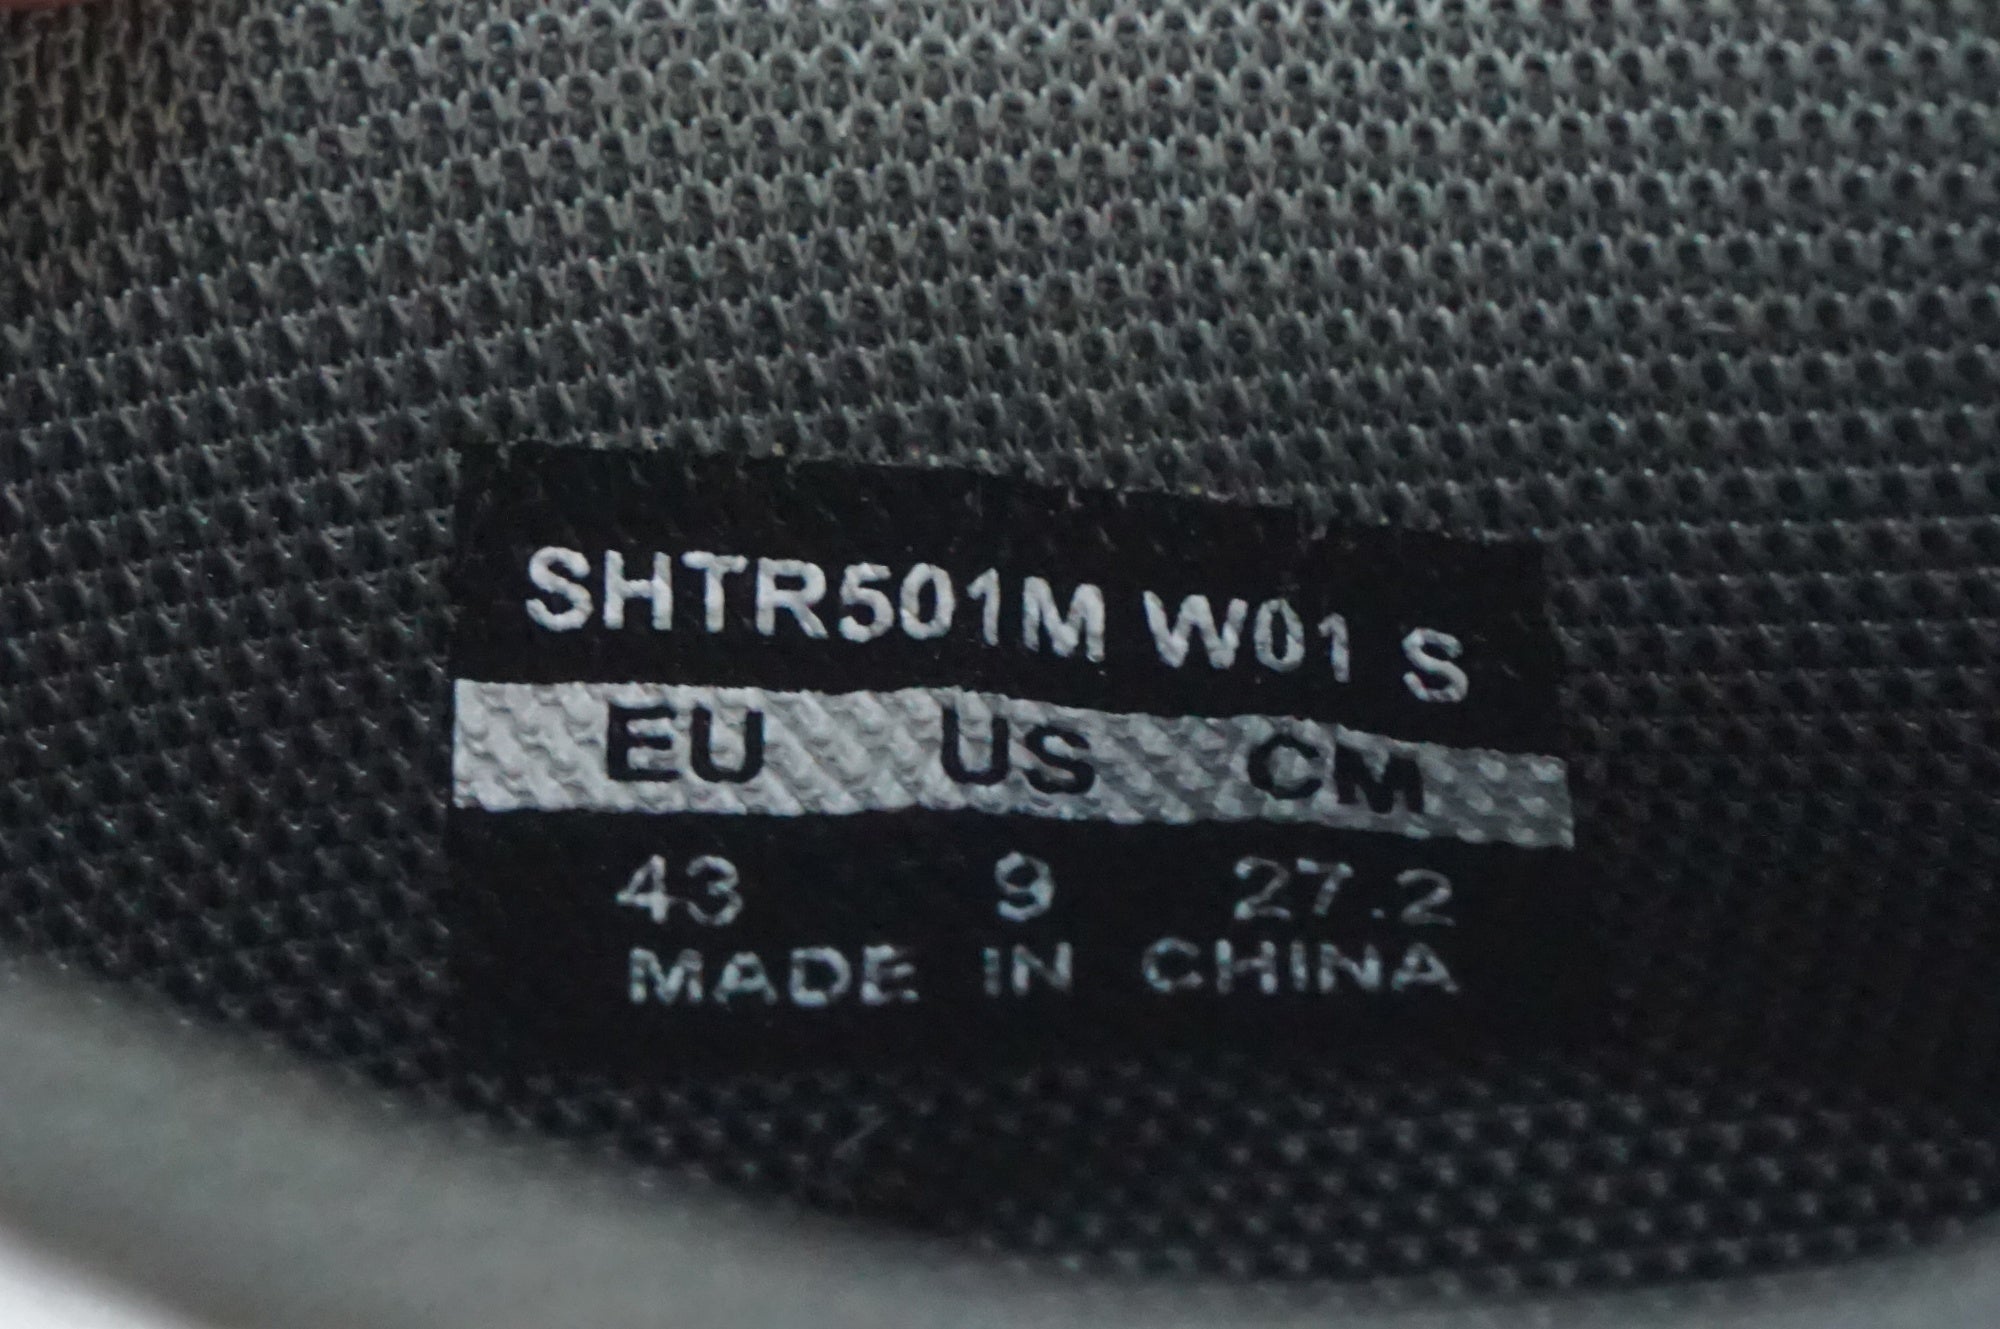 SHTR501M W01 S
EU US CM
43 9 27.2
MADE IN CHINA